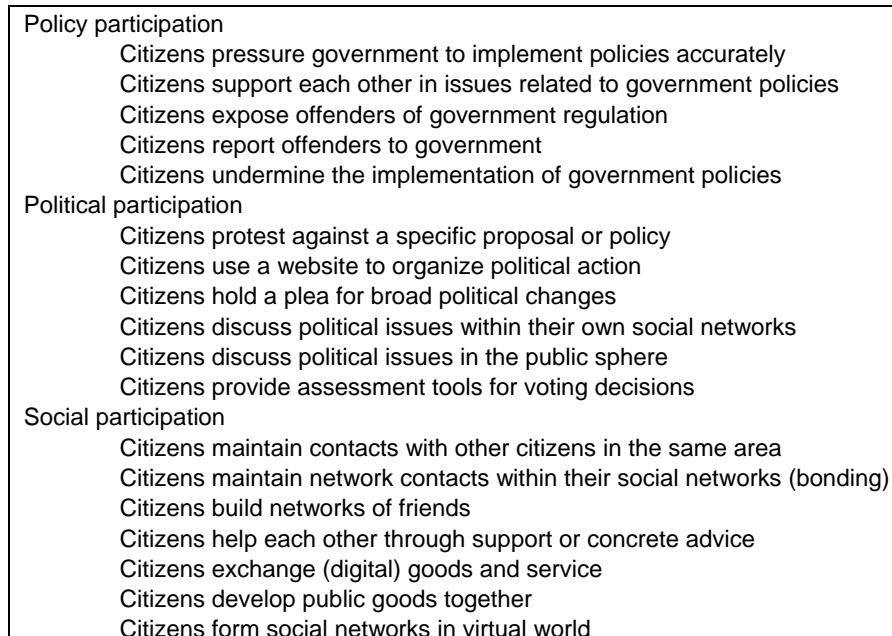 Policy participation
Citizens pressure government to implement policies accurately
Citizens support each other in issues related to government policies
Citizens expose offenders of government regulation
Citizens report offenders to government
Citizens undermine the implementation of government policies
Political participation
Citizens protest against a specific proposal or policy
Citizens use a website to organize political action
Citizens hold a plea for broad political changes
Citizens discuss political issues within their own social networks
Citizens discuss political issues in the public sphere
Citizens provide assessment tools for voting decisions
Social participation
Citizens maintain contacts with other citizens in the same area
Citizens maintain network contacts within their social networks (bonding)
Citizens build networks of friends
Citizens help each other through support or concrete advice
Citizens exchange (digital) goods and service
Citizens develop public goods together
Citizens form social networks in virtual world